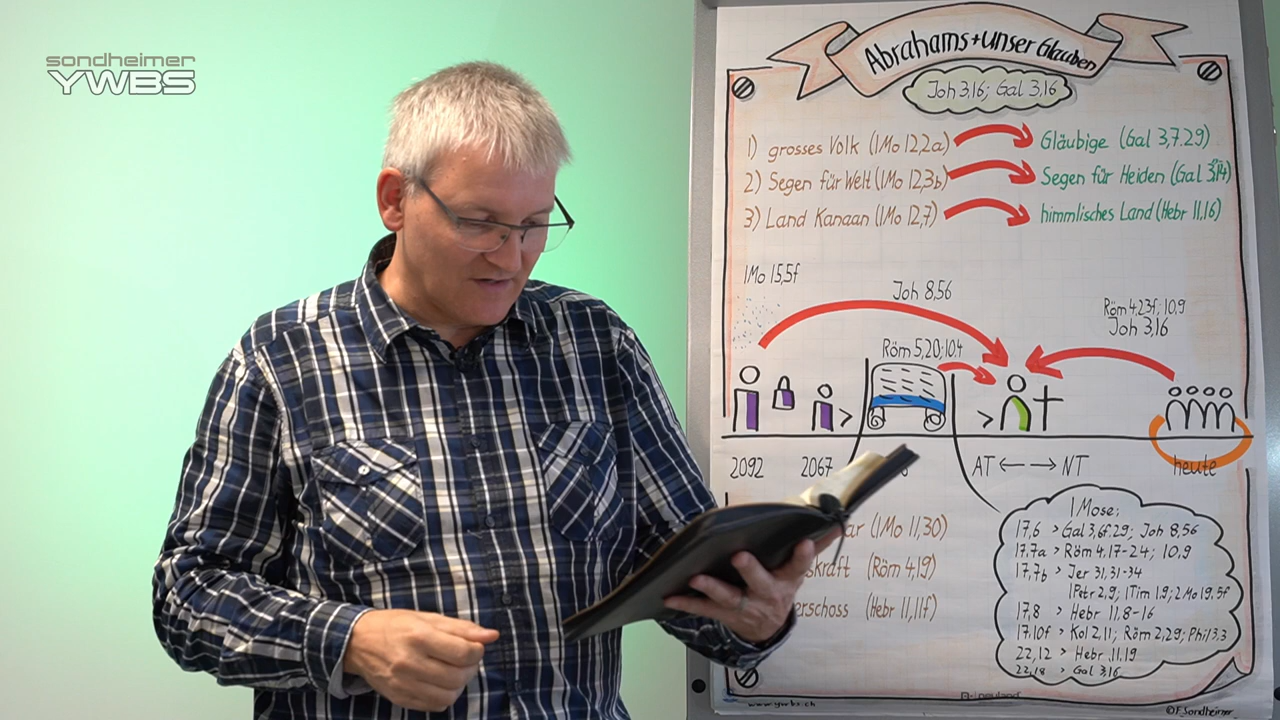 sondheimer
YWBS
Abrahams + unser Glauben
Joh 3,16; Gal 3,16
1) grosses Volk (1Mo 12,2a) Gläubige (Gal 3,7.29)
2) Segen für Welt (1Mo 12,3b) Segen für Heiden (Gal 3,14)
3) Land Kanaan (1Mo 12,7) himmlisches Land (Hebr 11,16)
1Mo 15,5f
Joh 8,56
Röm 4,23f; 10,9
Joh 3,16
Röm 5,20; 10,4
2092 2067 AT NT heute
1 Mose:
17,6 > Gal 3,6f.29; Joh 8,56
17,7a > Röm 4,17-24; 10,9
17,7b > Jer 31,31-34
1Petr 2,9; 1Tim 1,9; 2Mo 19,5f
17,8 > Hebr 11,8-16
17,10f > Kol 2,11; Röm 2,29; Phil 3,3
22,12 > Hebr 11,19
22,18 > Gal 3,16
ar (1Mo 11,30)
skraft (Röm 4,19)
erschoss (Hebr 11,11f)
neuland
www.ywbs.ch
© F. Sondheimer